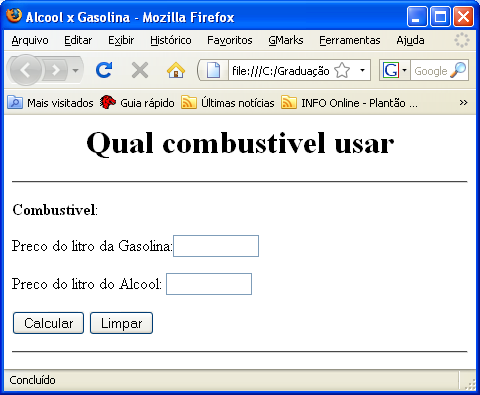 Alcool x Gasolina - Mozilla Firefox
Arquivo Editar Exibir Histórico Favoritos GMarks Ferramentas Ajuda
file:///C:/Graduação G Google
Mais visitados Guia rápido Últimas notícias INFO Online - Plantão ... »
Qual combustivel usar
Combustivel:
Preco do litro da Gasolina:
Preco do litro do Alcool:
Calcular Limpar
Concluído